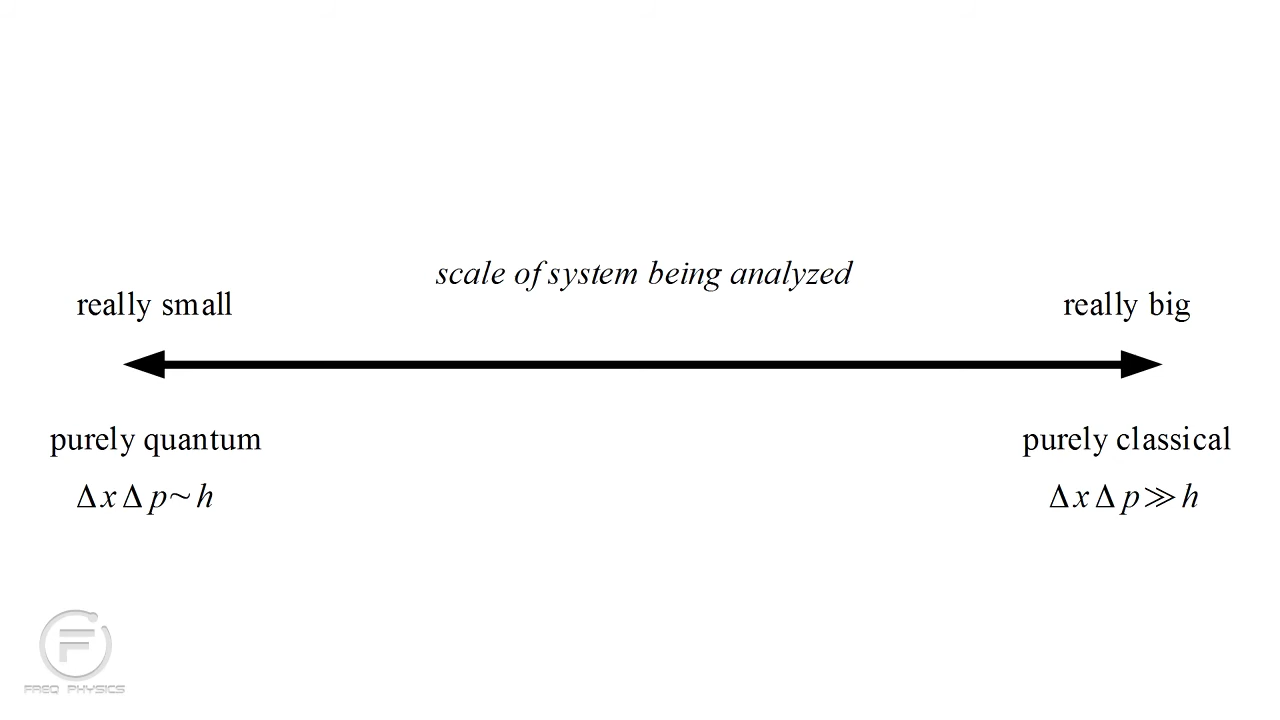 scale of system being analyzed
really small
really big
purely quantum
purely classical
Δx Δp~h
Δx Δp≫h
F
FREQ PHYSICS